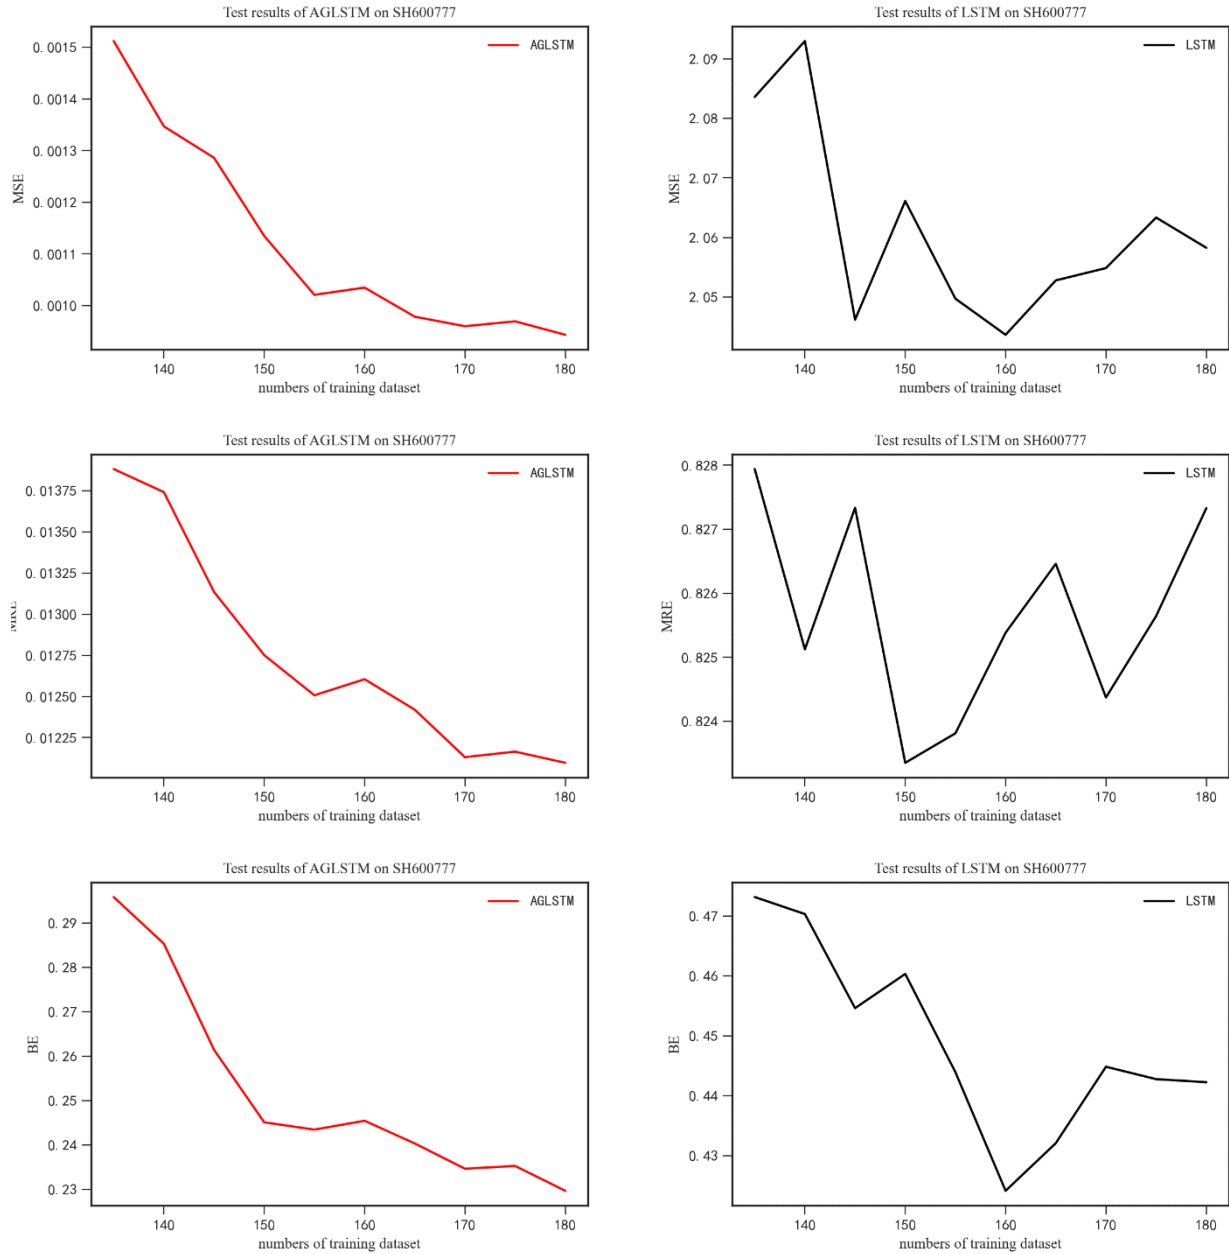 Test results of AGLSTM on SH600777
AGLSTM
0.0015
0.0014
0.0013
0.0012
0.0011
0.0010
MSE
140 150 160 170 180
numbers of training dataset
Test results of LSTM on SH600777
LSTM
2.09
2.08
2.07
2.06
2.05
MSE
140 150 160 170 180
numbers of training dataset
Test results of AGLSTM on SH600777
AGLSTM
0.01375
0.01350
0.01325
0.01300
0.01275
0.01250
0.01225
MRE
140 150 160 170 180
numbers of training dataset
Test results of LSTM on SH600777
LSTM
0.828
0.827
0.826
0.825
0.824
MRE
140 150 160 170 180
numbers of training dataset
Test results of AGLSTM on SH600777
AGLSTM
0.29
0.28
0.27
0.26
0.25
0.24
0.23
BE
140 150 160 170 180
numbers of training dataset
Test results of LSTM on SH600777
LSTM
0.47
0.46
0.45
0.44
0.43
BE
140 150 160 170 180
numbers of training dataset